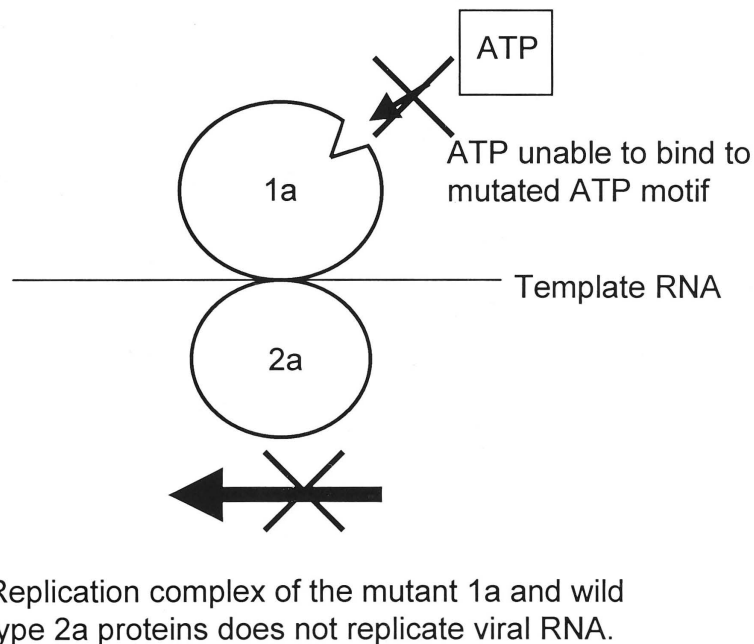 ATP
ATP unable to bind to
mutated ATP motif
1a
Template RNA
2a
Replication complex of the mutant 1a and wild
type 2a proteins does not replicate viral RNA.